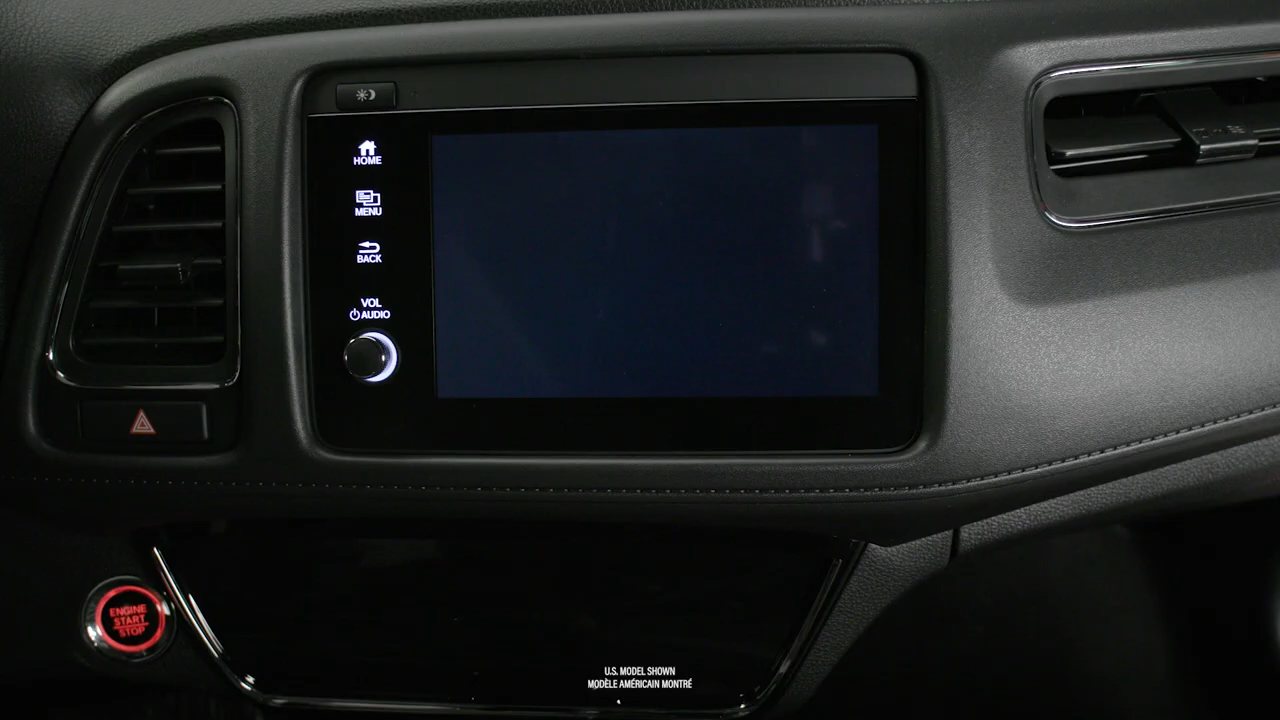 HOME
MENU
BACK
VOL
AUDIO
ENGINE
START
STOP
U.S. MODEL SHOWN
MODÈLE AMÉRICAIN MONTRÉ